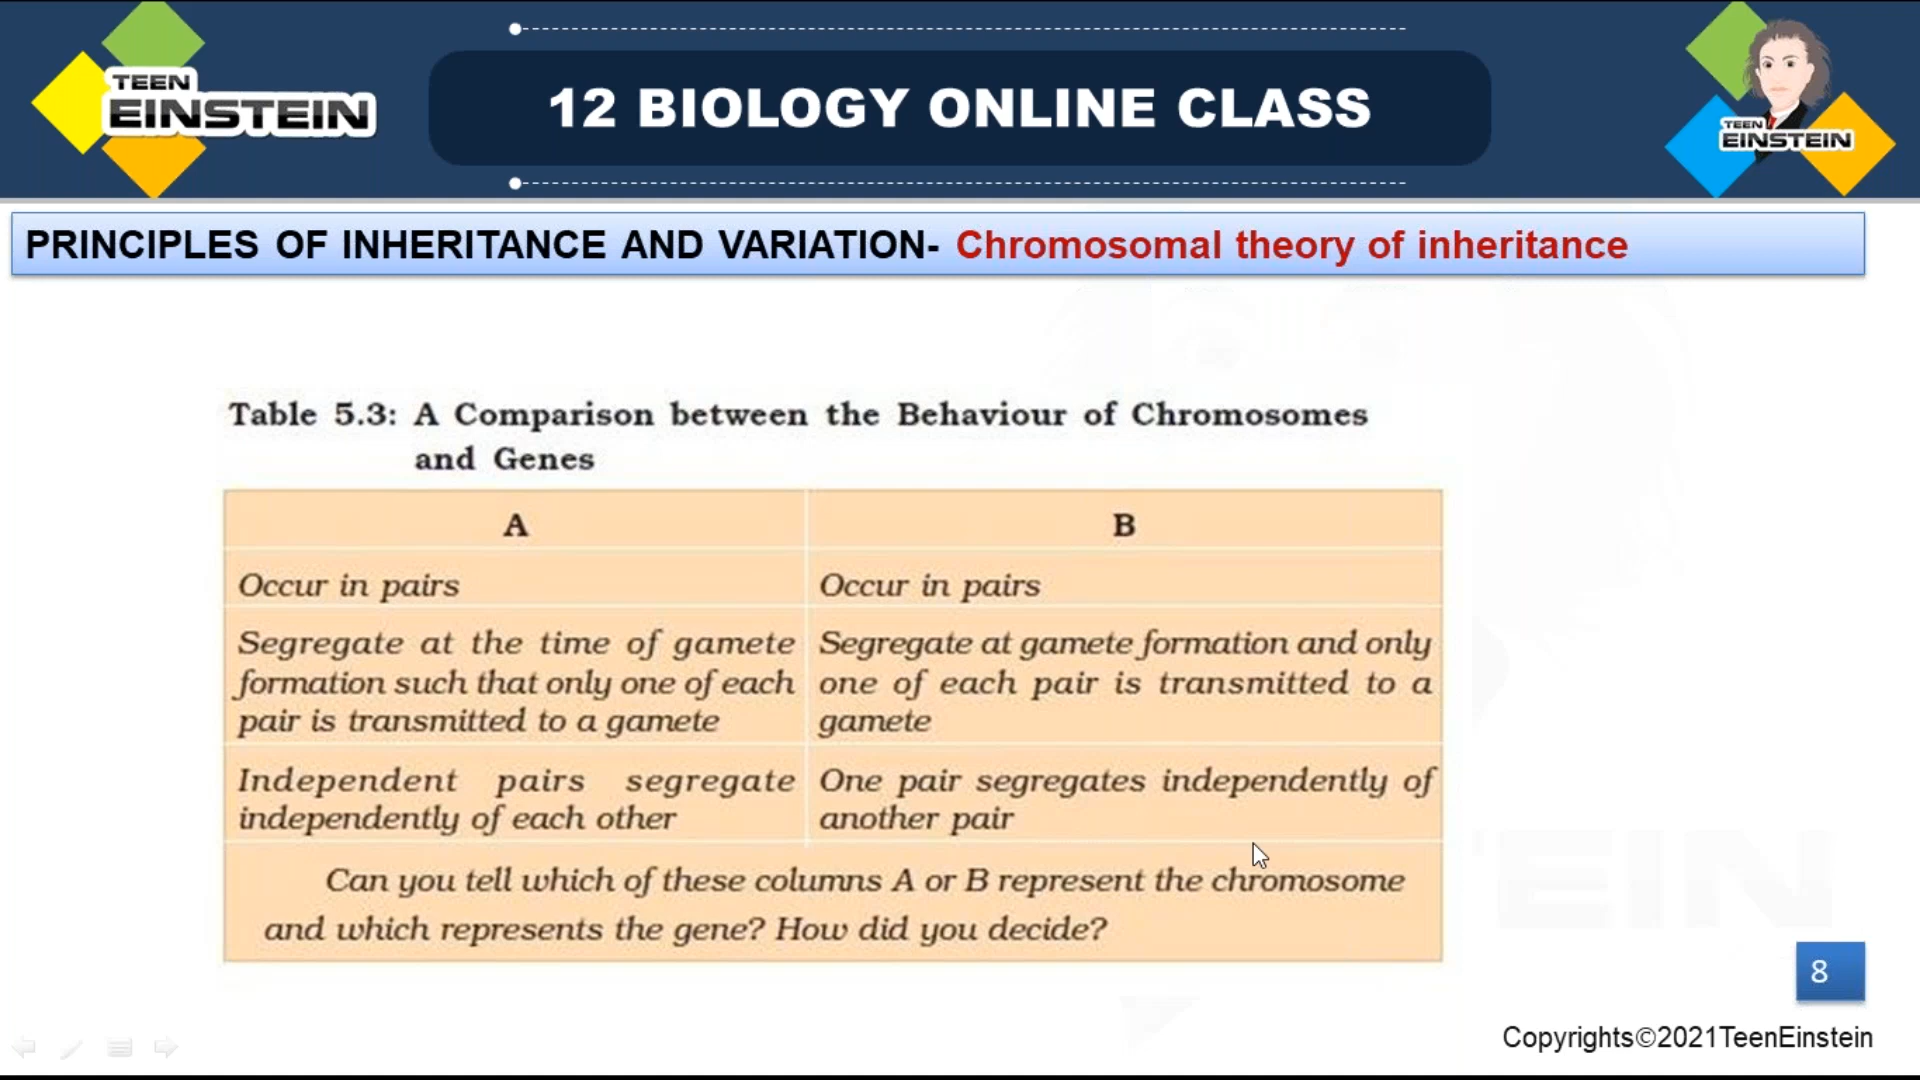 TEEN
EINSTEIN
12 BIOLOGY ONLINE CLASS
TEEN
EINSTEIN
PRINCIPLES OF INHERITANCE AND VARIATION- Chromosomal theory of inheritance
Table 5.3: A Comparison between the Behaviour of Chromosomes
and Genes
A
B
Occur in pairs
Occur in pairs
Segregate at the time of gamete
formation such that only one of each
pair is transmitted to a gamete
Segregate at gamete formation and only
one of each pair is transmitted to a
gamete
Independent pairs segregate
independently of each other
One pair segregates independently of
another pair
Can you tell which of these columns A or B represent the chromosome
and which represents the gene? How did you decide?
EIN
8
Copyrights©2021TeenEinstein